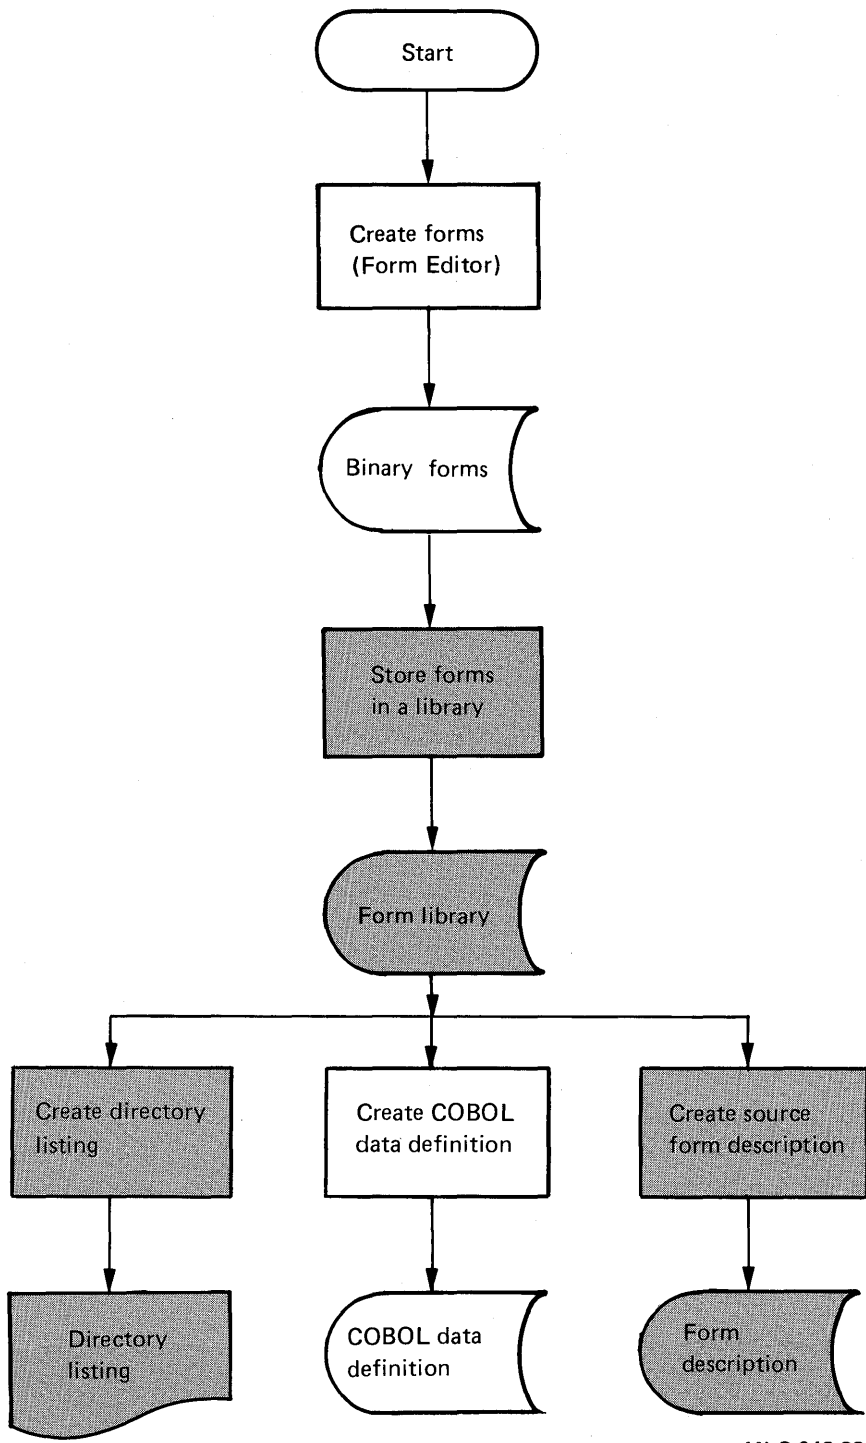 Start
Create forms
(Form Editor)
Binary forms
Store forms
in a library
Form library
Create directory
listing
Create COBOL
data definition
Create source
form description
Directory
listing
COBOL data
definition
Form
description